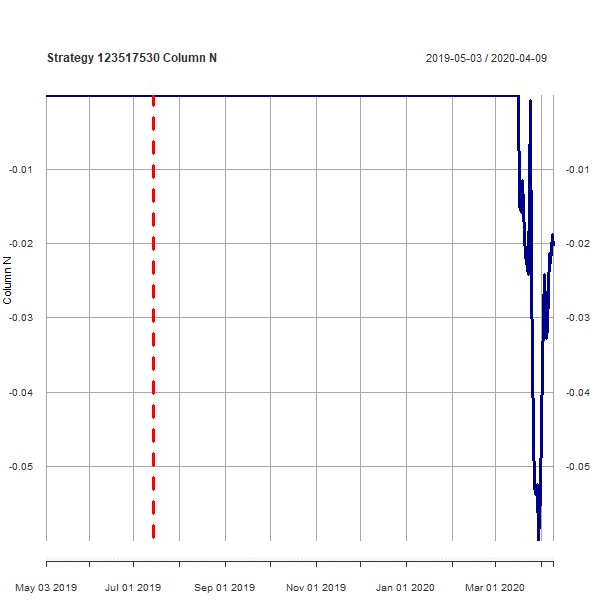 Strategy 123517530 Column N
2019-05-03 / 2020-04-09
-0.01 -0.01
-0.02 -0.02
Column N
-0.03 -0.03
-0.04 -0.04
-0.05 -0.05
May 03 2019 Jul 01 2019 Sep 01 2019 Nov 01 2019 Jan 01 2020 Mar 01 2020